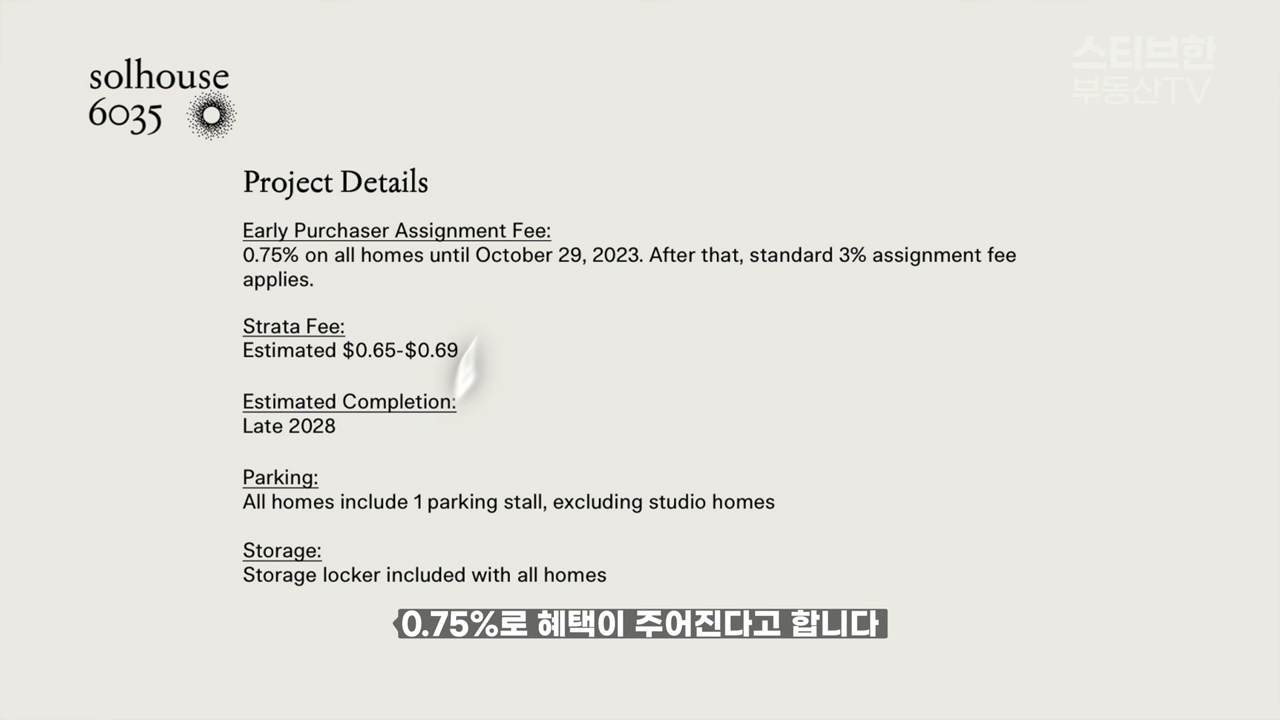 solhouse
6035
스티브한
부동산TV
Project Details
Early Purchaser Assignment Fee:
0.75% on all homes until October 29, 2023. After that, standard 3% assignment fee
applies.
Strata Fee:
Estimated $0.65-$0.69
Estimated Completion:
Late 2028
Parking:
All homes include 1 parking stall, excluding studio homes
Storage:
Storage locker included with all homes
0.75%로 혜택이 주어진다고 합니다